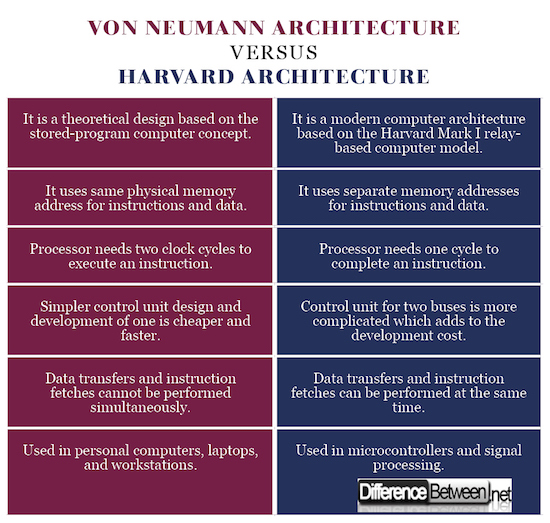 VON NEUMANN ARCHITECTURE
VERSUS
HARVARD ARCHITECTURE
It is a theoretical design based on the
stored-program computer concept.
It is a modern computer architecture
based on the Harvard Mark I relay-
based computer model.
It uses same physical memory
address for instructions and data.
It uses separate memory addresses
for instructions and data.
Processor needs two clock cycles to
execute an instruction.
Processor needs one cycle to
complete an instruction.
Simpler control unit design and
development of one is cheaper and
faster.
Control unit for two buses is more
complicated which adds to the
development cost.
Data transfers and instruction
fetches cannot be performed
simultaneously.
Data transfers and instruction
fetches can be performed at the same
time.
Used in personal computers, laptops,
and workstations.
Used in microcontrollers and signal
processing.
DifferenceBetween.net